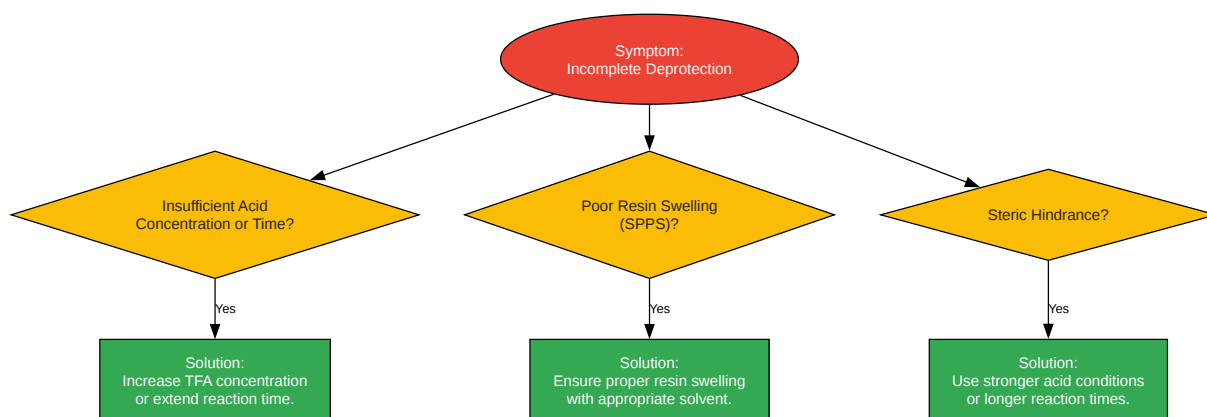 Symptom:
Incomplete Deprotection
Insufficient Acid
Concentration or Time?
Poor Resin Swelling
(SPPS)?
Steric Hindrance?
Yes
Yes
Yes
Solution:
Increase TFA concentration
or extend reaction time.
Solution:
Ensure proper resin swelling
with appropriate solvent.
Solution:
Use stronger acid conditions
or longer reaction times.